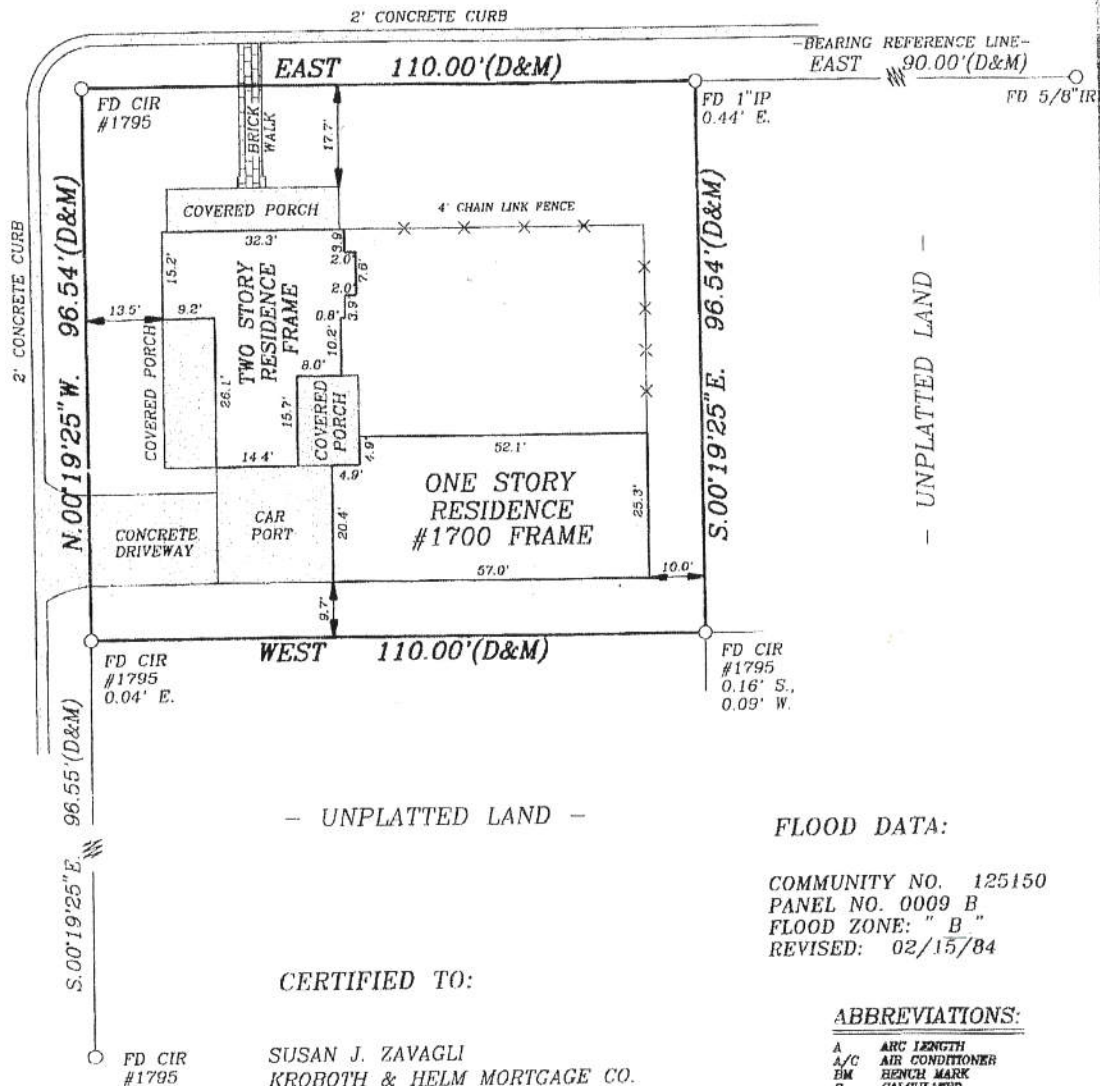 2' CONCRETE CURB
-BEARING REFERENCE LINE-
EAST 90.00'(D&M)
EAST 110.00'(D&M)
FD CIR
#1795
BRICK
WALK
17.7'
FD 1"IP
0.44' E.
FD 5/8"IR
2' CONCRETE CURB
N.00°19'25"W. 96.54'(D&M)
COVERED PORCH
4' CHAIN LINK FENCE
32.3'
3.9'
2.0'
7.6'
2.0'
3.9'
0.8'
15.2'
13.5'
9.2'
TWO STORY
RESIDENCE
FRAME
10.2'
8.0'
COVERED PORCH
26.1'
15.7'
COVERED
PORCH
4.9'
52.1'
14.4'
4.9'
ONE STORY
RESIDENCE
#1700 FRAME
25.3'
S.00°19'25"E. 96.54'(D&M)
- UNPLATTED LAND -
CONCRETE
DRIVEWAY
CAR
PORT
20.4'
57.0'
10.0'
9.7'
WEST 110.00'(D&M)
FD CIR
#1795
0.04' E.
FD CIR
#1795
0.16' S.,
0.09' W.
S.00°19'25"E. 96.55'(D&M)
- UNPLATTED LAND -
FLOOD DATA:
COMMUNITY NO. 125150
PANEL NO. 0009 B
FLOOD ZONE: " B "
REVISED: 02/15/84
CERTIFIED TO:
FD CIR
#1795
SUSAN J. ZAVAGLI
KROBOTH & HELM MORTGAGE CO.
ABBREVIATIONS:
A ARC LENGTH
A/C AIR CONDITIONER
BM BENCH MARK